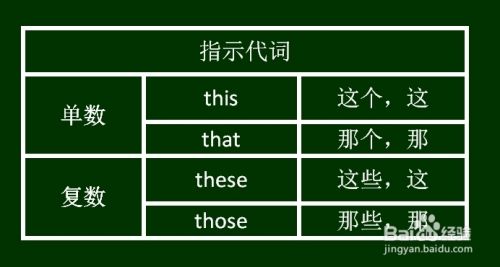 指示代词
单数
this
这个，这
that
那个，那
复数
these
这些，这
those
那些，那
Baidu 经验
jingyan.baidu.com